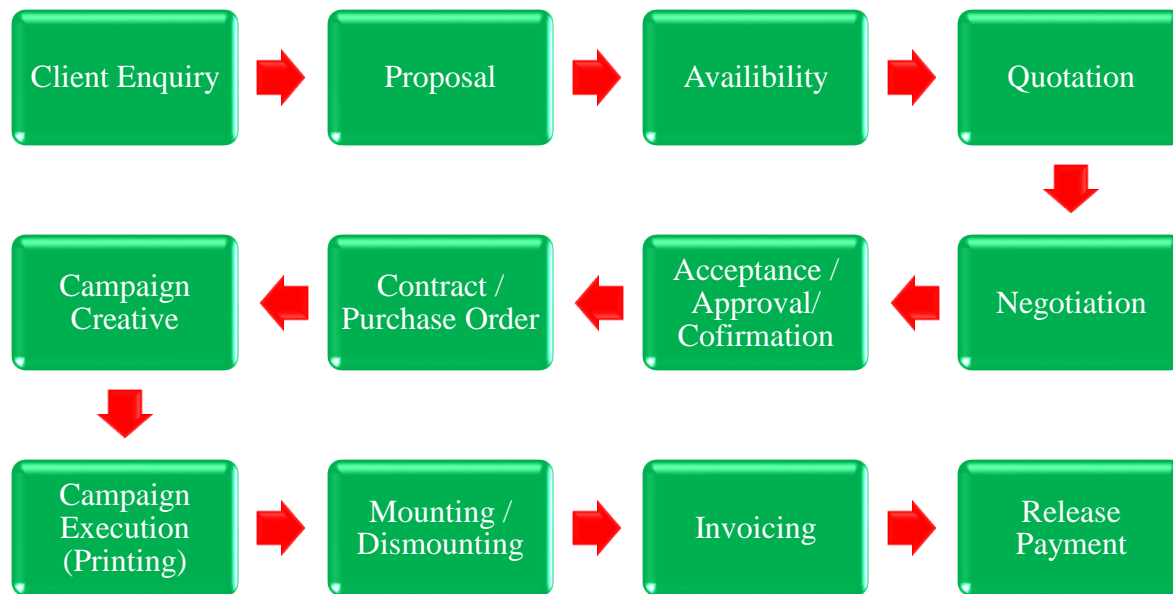 Client Enquiry
Proposal
Availibility
Quotation
Negotiation
Acceptance /
Approval/
Cofirmation
Contract /
Purchase Order
Campaign
Creative
Campaign
Execution
(Printing)
Mounting /
Dismounting
Invoicing
Release
Payment